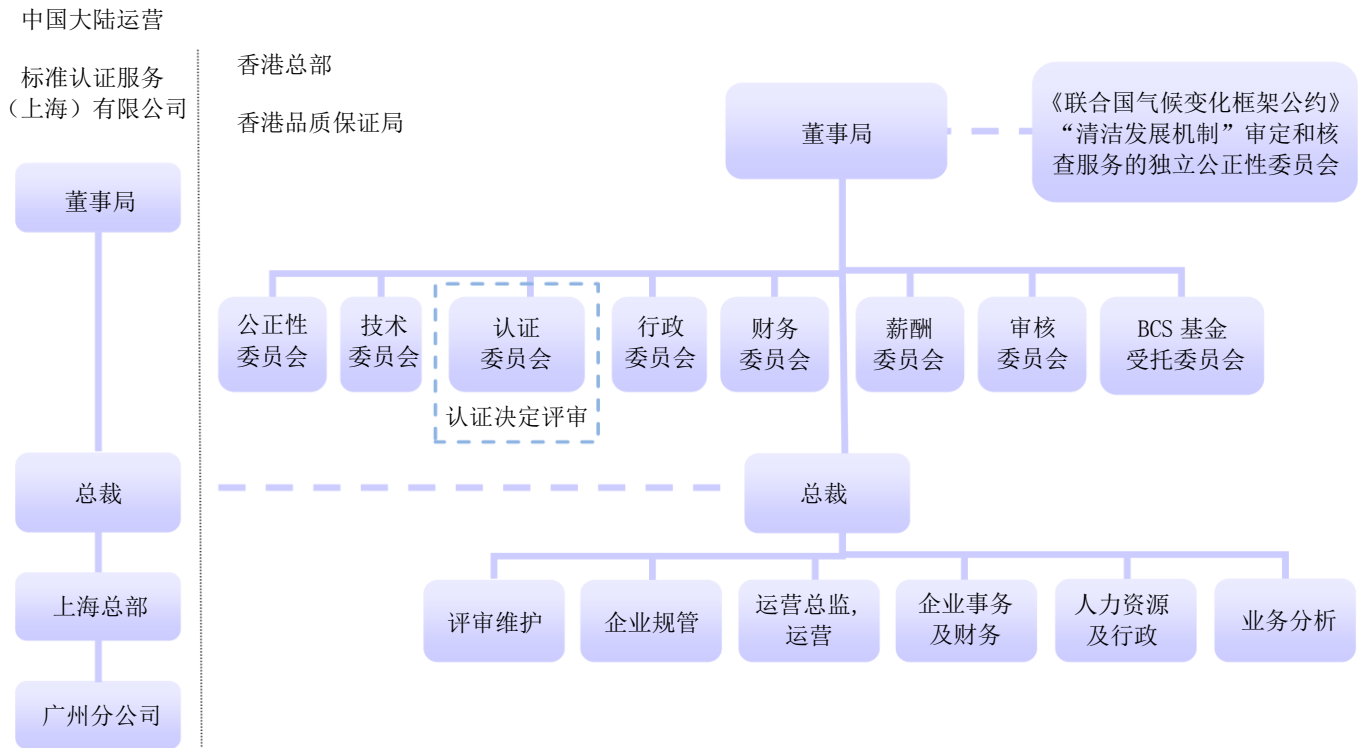 中国大陆运营
标准认证服务
（上海）有限公司
董事局
总裁
上海总部
广州分公司
香港总部
香港品质保证局
董事局
《联合国气候变化框架公约》
“清洁发展机制”审定和核
查服务的独立公正性委员会
公正性
委员会
技术
委员会
认证
委员会
认证决定评审
行政
委员会
财务
委员会
薪酬
委员会
审核
委员会
BCS 基金
受托委员会
总裁
评审维护
企业规管
运营总监,
运营
企业事务
及财务
人力资源
及行政
业务分析